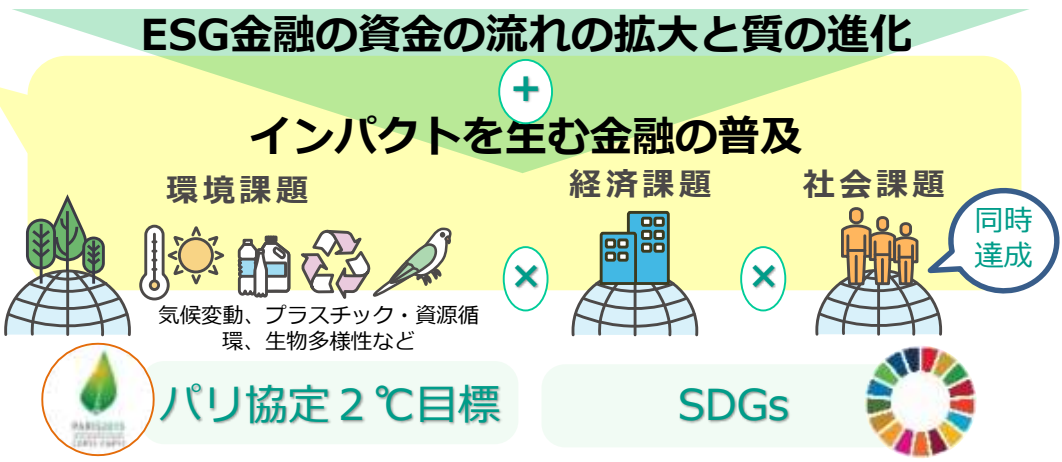 ESG金融の資金の流れの拡大と質の進化
+
インパクトを生む金融の普及
環境課題
経済課題
社会課題
同時
達成
×
×
気候変動、プラスチック・資源循
環、生物多様性など
PARIS2015
パリ協定２℃目標
SDGs